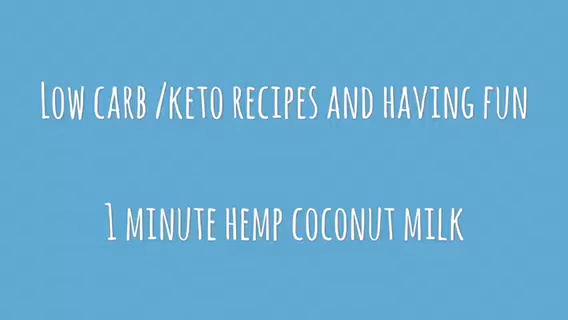 Low carb /keto recipes and having fun
1 minute hemp coconut milk